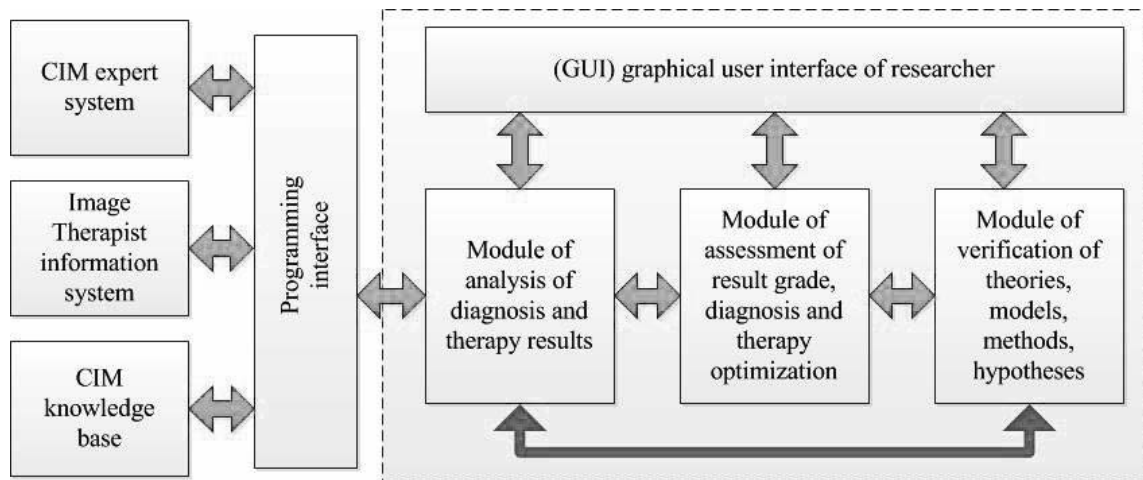 CIM expert
system
Image
Therapist
information
system
CIM
knowledge
base
Programming
interface
(GUI) graphical user interface of researcher
Module of
analysis of
diagnosis and
therapy results
Module of
assessment of
result grade,
diagnosis and
therapy
optimization
Module of
verification of
theories,
models,
methods,
hypotheses